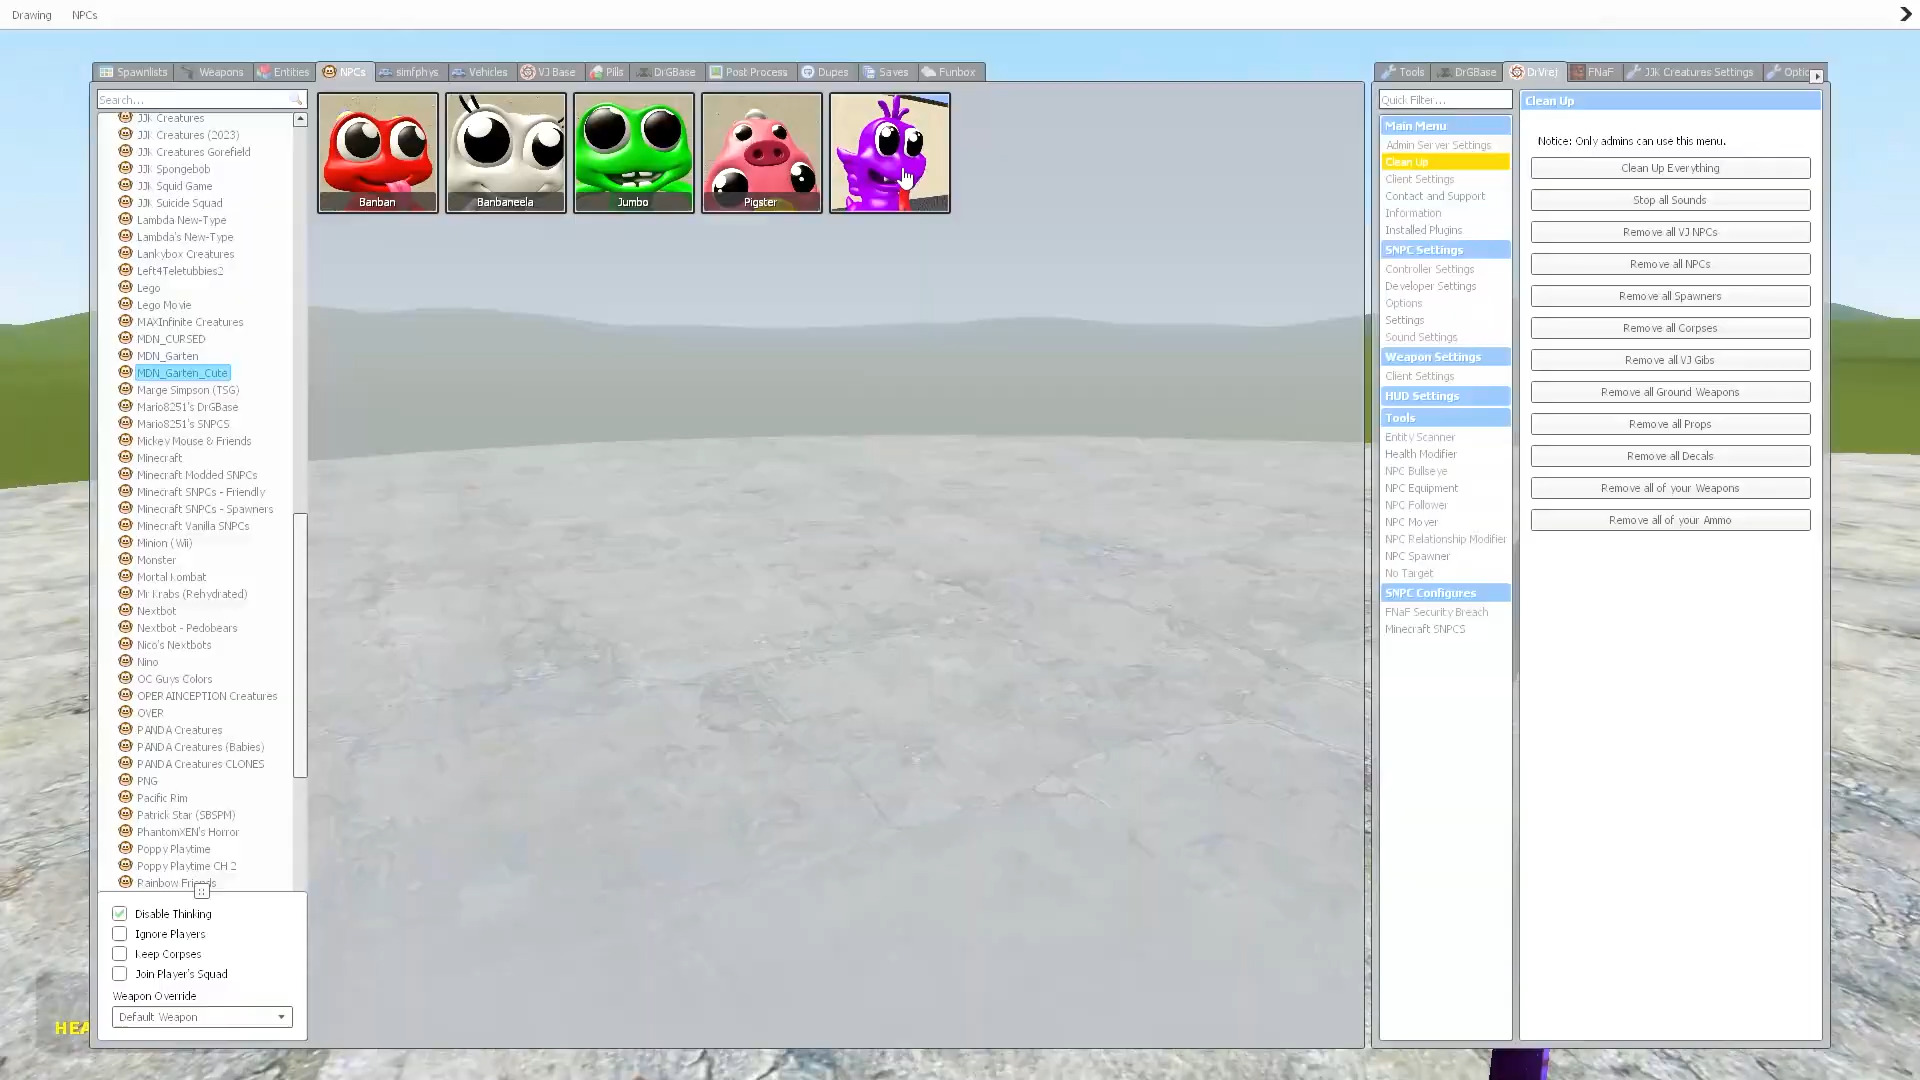 Drawing NPCs
Spawnlists Weapons Entities NPCs simfphys Vehicles VJ Base Pills DrGBase Post Process Dupes Saves Funbox
Tools DrGBase DrVrej FNaF JJk Creatures Settings Optio
Search...
JJk Creatures
JJk Creatures (2023)
JJk Creatures Gorefield
JJk Spongebob
JJk Squid Game
JJk Suicide Squad
Lambda New-Type
Lambda's New-Type
Lankybox Creatures
Left4Teletubbies2
Lego
Lego Movie
MAXInfinite Creatures
MDN_CURSED
MDN_Garten
MDN_Garten_Cute
Marge Simpson (TSG)
Mario8251's DrGBase
Mario8251's SNPCS
Mickey Mouse & Friends
Minecraft
Minecraft Modded SNPCs
Minecraft SNPCs - Friendly
Minecraft SNPCs - Spawners
Minecraft Vanilla SNPCs
Minion (Wii)
Monster
Mortal Kombat
Mr Krabs (Rehydrated)
Nextbot
Nextbot - Pedobears
Nico's Nextbots
Nino
OC Guys Colors
OPERAINCEPTION Creatures
OVER
PANDA Creatures
PANDA Creatures (Babies)
PANDA Creatures CLONES
PNG
Pacific Rim
Patrick Star (SBSPM)
PhantomXEN's Horror
Poppy Playtime
Poppy Playtime CH 2
Rainbow Friends
Disable Thinking
Ignore Players
Keep Corpses
Join Player's Squad
Weapon Override
Default Weapon
HEA
Banban Banbaneela Jumbo Pigster
Quick Filter...
Main Menu
Admin Server Settings
Clean Up
Client Settings
Contact and Support
Information
Installed Plugins
SNPC Settings
Controller Settings
Developer Settings
Options
Settings
Sound Settings
Weapon Settings
Client Settings
HUD Settings
Tools
Entity Scanner
Health Modifier
NPC Bullseye
NPC Equipment
NPC Follower
NPC Mover
NPC Relationship Modifier
NPC Spawner
No Target
SNPC Configures
FNaF Security Breach
Minecraft SNPCS
Clean Up
Notice: Only admins can use this menu.
Clean Up Everything
Stop all Sounds
Remove all VJ NPCs
Remove all NPCs
Remove all Spawners
Remove all Corpses
Remove all VJ Gibs
Remove all Ground Weapons
Remove all Props
Remove all Decals
Remove all of your Weapons
Remove all of your Ammo